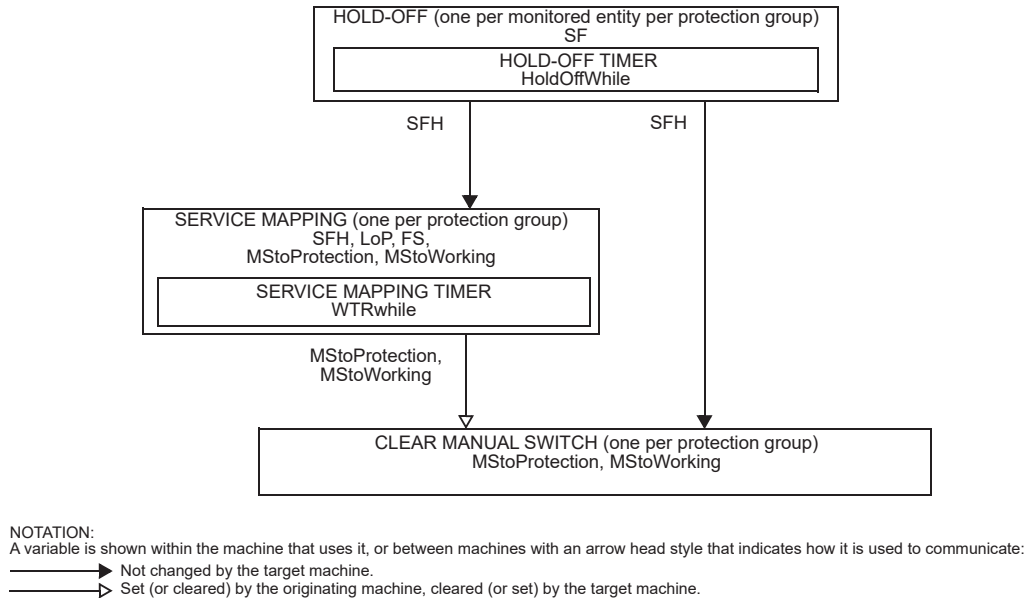 HOLD-OFF (one per monitored entity per protection group)
SF
HOLD-OFF TIMER
HoldOffWhile
SFH
SFH
SERVICE MAPPING (one per protection group)
SFH, LoP, FS,
MStoProtection, MStoWorking
SERVICE MAPPING TIMER
WTRwhile
MStoProtection,
MStoWorking
CLEAR MANUAL SWITCH (one per protection group)
MStoProtection, MStoWorking
NOTATION:
A variable is shown within the machine that uses it, or between machines with an arrow head style that indicates how it is used to communicate:
Not changed by the target machine.
Set (or cleared) by the originating machine, cleared (or set) by the target machine.